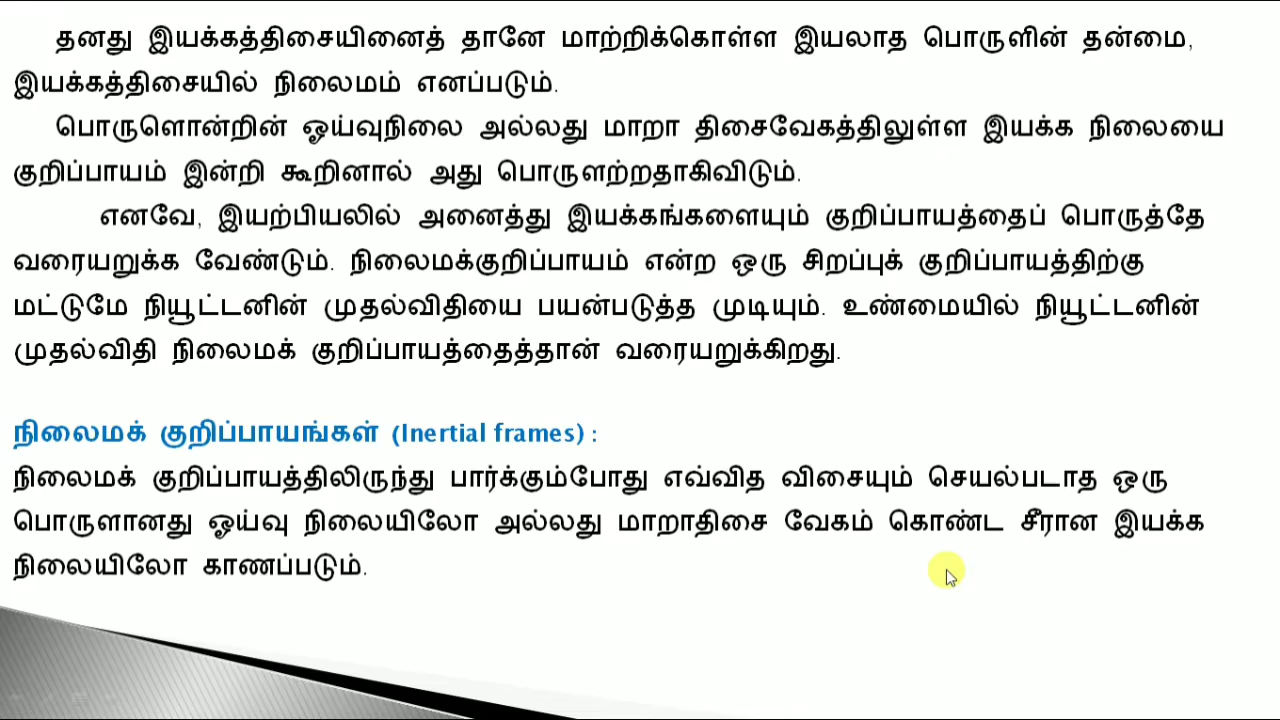 தனது இயக்கத்திசையினைத் தானே மாற்றிக்கொள்ள இயலாத பொருளின் தன்மை,
இயக்கத்திசையில் நிலைமம் எனப்படும்.
பொருளொன்றின் ஓய்வுநிலை அல்லது மாறா திசைவேகத்திலுள்ள இயக்க நிலையை
குறிப்பாயம் இன்றி கூறினால் அது பொருளற்றதாகிவிடும்.
எனவே, இயற்பியலில் அனைத்து இயக்கங்களையும் குறிப்பாயத்தைப் பொருத்தே
வரையறுக்க வேண்டும். நிலைமக்குறிப்பாயம் என்ற ஒரு சிறப்புக் குறிப்பாயத்திற்கு
மட்டுமே நியூட்டனின் முதல்விதியை பயன்படுத்த முடியும். உண்மையில் நியூட்டனின்
முதல்விதி நிலைமக் குறிப்பாயத்தைத்தான் வரையறுக்கிறது.
நிலைமக் குறிப்பாயங்கள் (Inertial frames) :
நிலைமக் குறிப்பாயத்திலிருந்து பார்க்கும்போது எவ்வித விசையும் செயல்படாத ஒரு
பொருளானது ஓய்வு நிலையிலோ அல்லது மாறாதிசை வேகம் கொண்ட சீரான இயக்க
நிலையிலோ காணப்படும்.